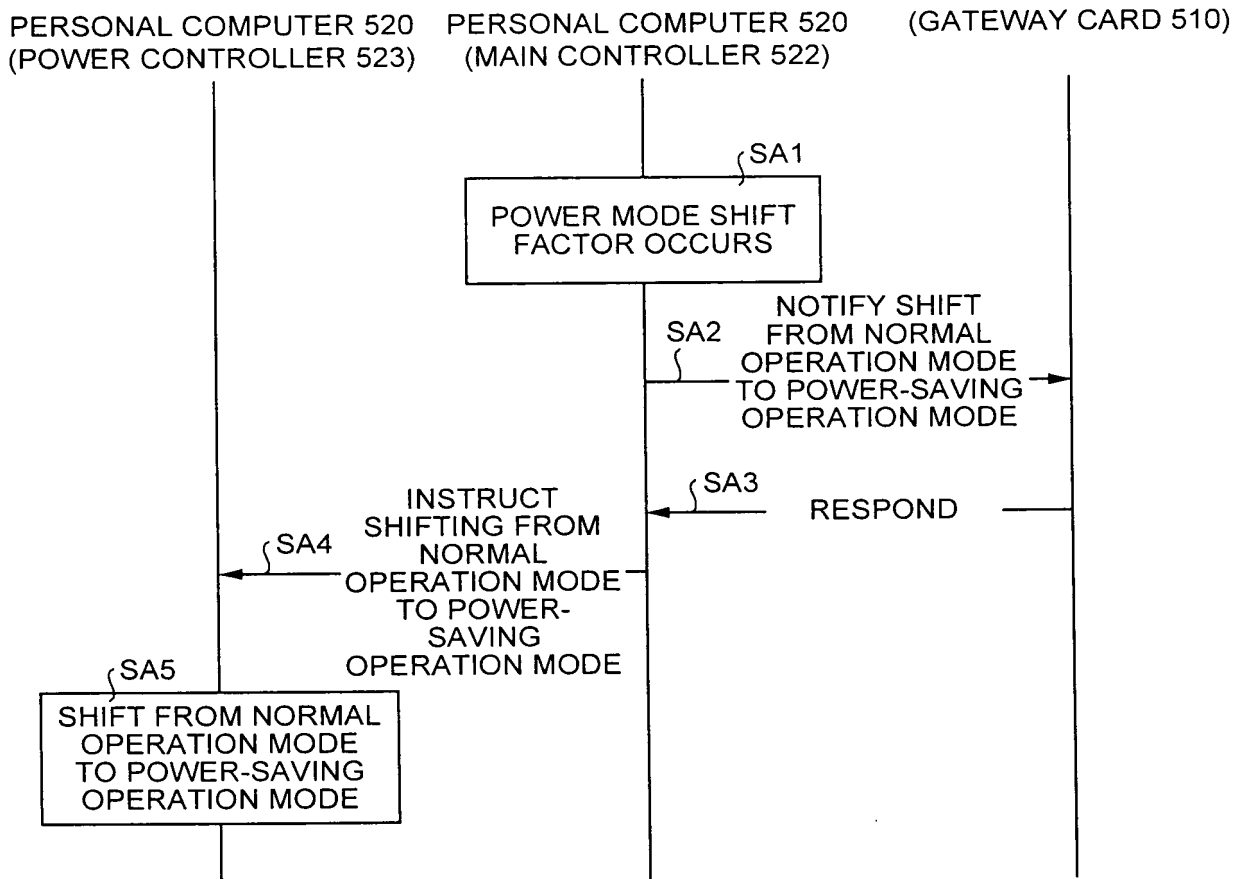 PERSONAL COMPUTER 520
(POWER CONTROLLER 523)
PERSONAL COMPUTER 520
(MAIN CONTROLLER 522)
(GATEWAY CARD 510)
SA1
POWER MODE SHIFT
FACTOR OCCURS
SA2
NOTIFY SHIFT
FROM NORMAL
OPERATION MODE
TO POWER-SAVING
OPERATION MODE
SA3
RESPOND
SA4
INSTRUCT
SHIFTING FROM
NORMAL
OPERATION MODE
TO POWER-
SAVING
OPERATION MODE
SA5
SHIFT FROM NORMAL
OPERATION MODE
TO POWER-SAVING
OPERATION MODE